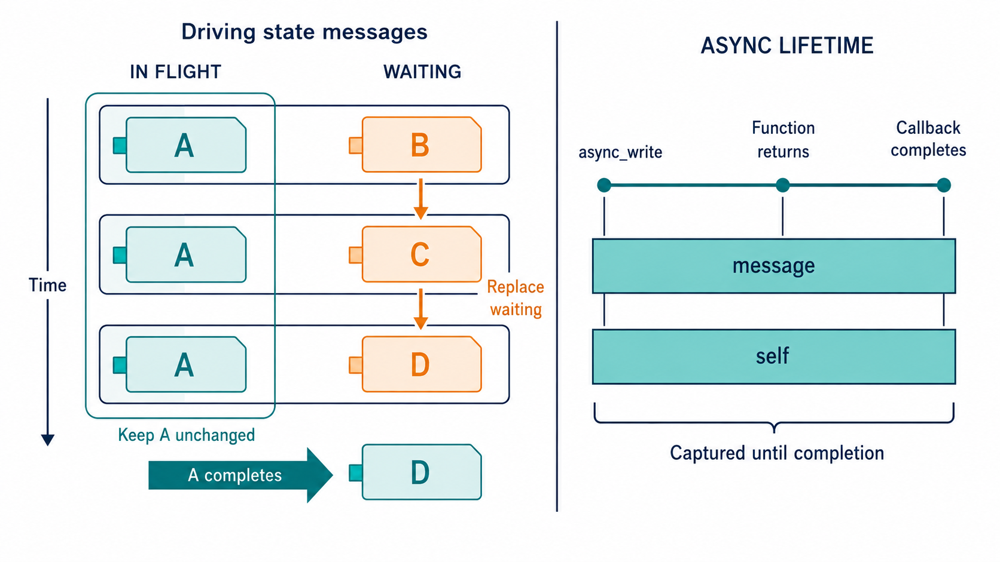 Driving state messages
IN FLIGHT
WAITING
A
B
A
C
Time
Replace
waiting
A
D
Keep A unchanged
A completes
D
ASYNC LIFETIME
async_write
Function
returns
Callback
completes
message
self
Captured until completion